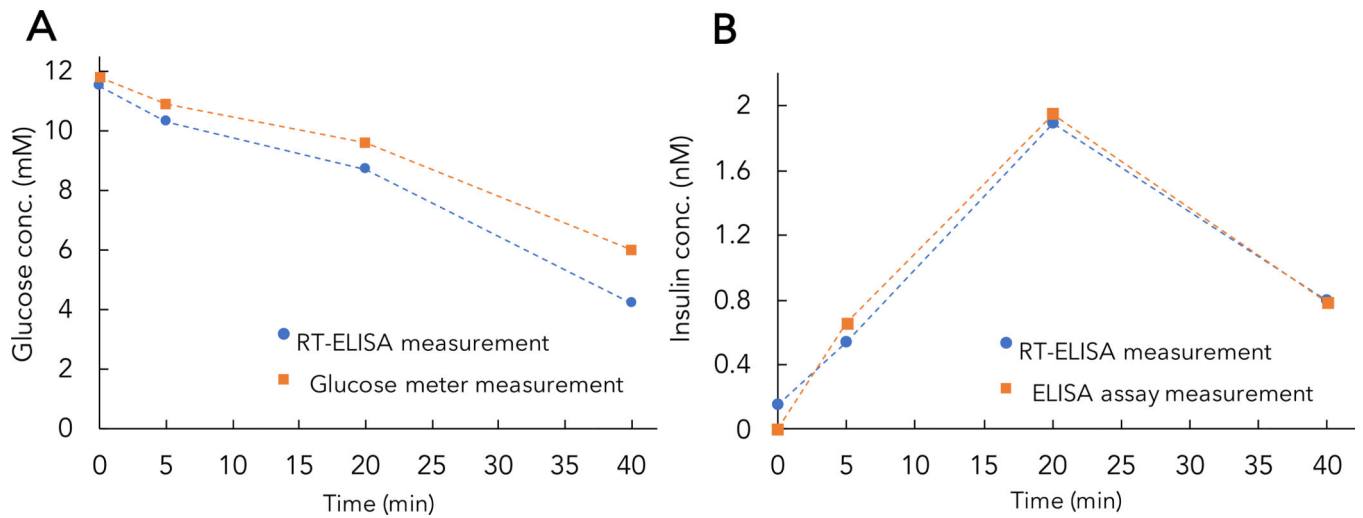 A
Glucose conc. (mM)
12
10
8
6
4
2
0
0 5 10 15 20 25 30 35 40
Time (min)
RT-ELISA measurement
Glucose meter measurement
B
Insulin conc. (nM)
2
1.6
1.2
0.8
0.4
0
0 5 10 15 20 25 30 35 40
Time (min)
RT-ELISA measurement
ELISA assay measurement